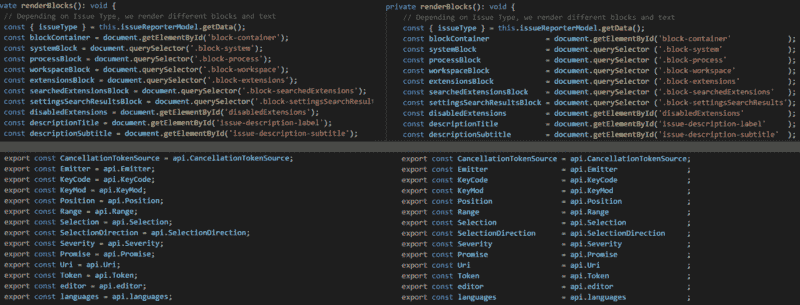 vate renderBlocks(): void {
// Depending on Issue Type, we render different blocks and text
const { issueType } = this.issueReporterModel.getData();
const blockContainer = document.getElementById('block-container');
const systemBlock = document.querySelector('.block-system');
const processBlock = document.querySelector('.block-process');
const workspaceBlock = document.querySelector('.block-workspace');
const extensionsBlock = document.querySelector('.block-extensions');
const searchedExtensionsBlock = document.querySelector('.block-searchedExtensions');
const settingsSearchResultsBlock = document.querySelector('.block-settingsSearchResul
const disabledExtensions = document.getElementById('disabledExtensions');
const descriptionTitle = document.getElementById('issue-description-label');
const descriptionSubtitle = document.getElementById('issue-description-subtitle');
private renderBlocks(): void {
// Depending on Issue Type, we render different blocks and text
const { issueType } = this.issueReporterModel.getData();
const blockContainer = document.getElementById('block-container' );
const systemBlock = document.querySelector ('.block-system' );
const processBlock = document.querySelector ('.block-process' );
const workspaceBlock = document.querySelector ('.block-workspace' );
const extensionsBlock = document.querySelector ('.block-extensions' );
const searchedExtensionsBlock = document.querySelector ('.block-searchedExtensions' );
const settingsSearchResultsBlock = document.querySelector ('.block-settingsSearchResults');
const disabledExtensions = document.getElementById('disabledExtensions' );
const descriptionTitle = document.getElementById('issue-description-label' );
const descriptionSubtitle = document.getElementById('issue-description-subtitle' );
export const CancellationTokenSource = api.CancellationTokenSource;
export const Emitter = api.Emitter;
export const KeyCode = api.KeyCode;
export const KeyMod = api.KeyMod;
export const Position = api.Position;
export const Range = api.Range;
export const Selection = api.Selection;
export const SelectionDirection = api.SelectionDirection;
export const Severity = api.Severity;
export const Promise = api.Promise;
export const Uri = api.Uri;
export const Token = api.Token;
export const editor = api.editor;
export const languages = api.languages;
export const CancellationTokenSource = api.CancellationTokenSource;
export const Emitter = api.Emitter ;
export const KeyCode = api.KeyCode ;
export const KeyMod = api.KeyMod ;
export const Position = api.Position ;
export const Range = api.Range ;
export const Selection = api.Selection ;
export const SelectionDirection = api.SelectionDirection ;
export const Severity = api.Severity ;
export const Promise = api.Promise ;
export const Uri = api.Uri ;
export const Token = api.Token ;
export const editor = api.editor ;
export const languages = api.languages ;